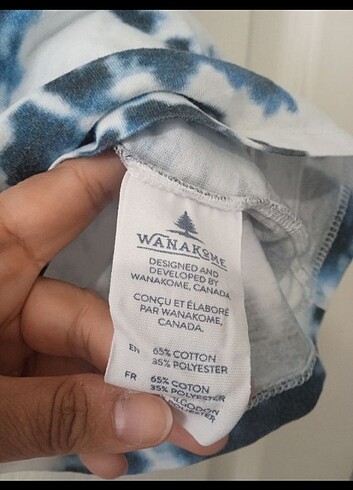 WANAKOME
DESIGNED AND
DEVELOPED BY
WANAKOME, CANADA.
CONÇU ET ÉLABORÉ
PAR WANAKOME,
CANADA.
EN 65% COTTON
35% POLYESTER
FR 65% COTON
35% POLYESTER